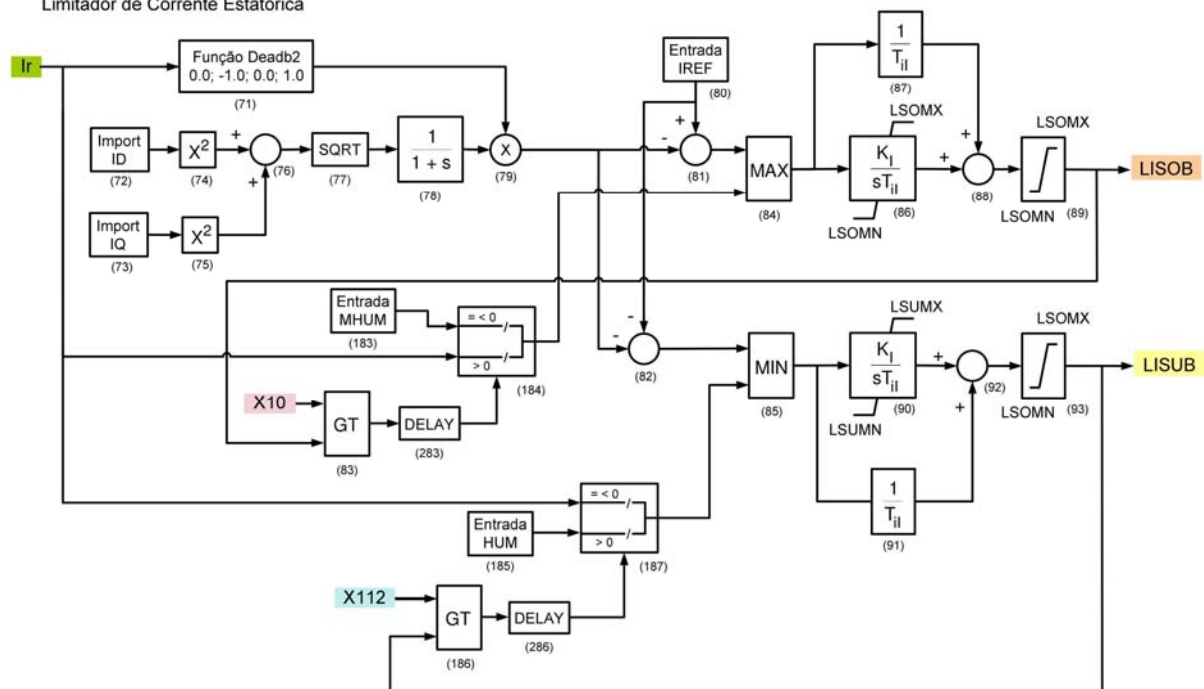 Limitador de Corrente Estatórica
Ir
Função Deadb2
0.0; -1.0; 0.0; 1.0
(71)
Import
ID
(72)
X²
(74)
+
+
(76)
SQRT
(77)
1
1 + s
(78)
X
(79)
Import
IQ
(73)
X²
(75)
Entrada
IREF
(80)
+
-
(81)
MAX
(84)
1
TiI
(87)
LSOMX
KI
sTiI
(86)
LSOMN
+
+
(88)
LSOMX
LSOMN
(89)
LISOB
Entrada
MHUM
(183)
= < 0
> 0
(184)
X10
GT
(83)
DELAY
(283)
-
-
(82)
MIN
(85)
LSUMX
KI
sTiI
(90)
LSUMN
+
+
(92)
LSOMX
LSOMN
(93)
LISUB
1
TiI
(91)
Entrada
HUM
(185)
= < 0
> 0
(187)
X112
GT
(186)
DELAY
(286)